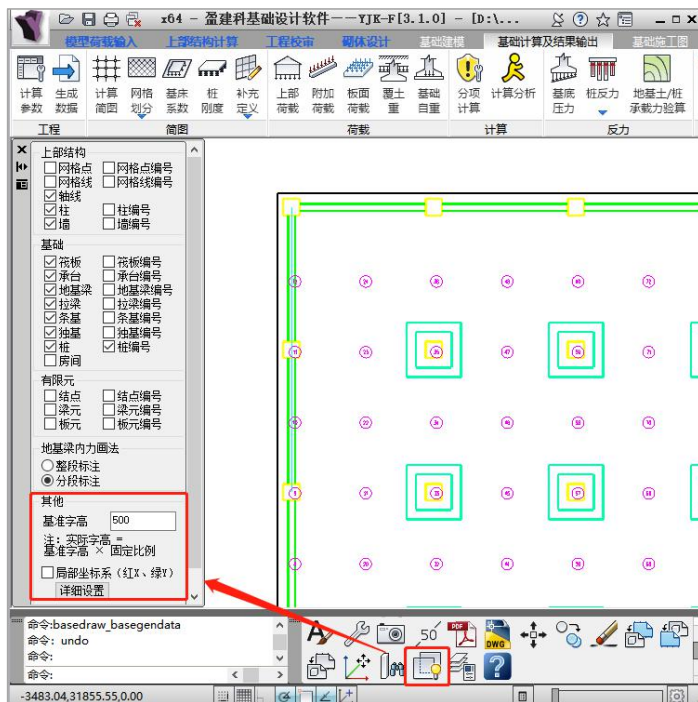 x64 - 盈建科基础设计软件--YJK-F[3.1.0] - [D:\...
模型荷载输入 上部结构计算 工程校审 砌体设计 基础建模 基础计算及结果输出 基础施工图
计算 生成 计算 网格 基床 桩 补充 上部 附加 板面 覆土 基础 分项 计算分析 基底 桩反力 地基土/桩
参数 数据 简图 划分 系数 刚度 定义 荷载 荷载 荷载 重 自重 计算 压力 承载力验算
工程 简图 荷载 计算 反力
上部结构
网格点 网格点编号
网格线 网格线编号
轴线
柱 柱编号
墙 墙编号
基础
筏板 筏板编号
承台 承台编号
地基梁 地基梁编号
拉梁 拉梁编号
条基 条基编号
独基 独基编号
桩 桩编号
房间
有限元
结点 结点编号
梁元 梁元编号
板元 板元编号
地基梁内力画法
整段标注
分段标注
其他
基准字高 500
注: 实际字高 =
基准字高 × 固定比例
局部坐标系 (红X、绿Y)
详细设置
命令:basedraw_basegendata
命令: undo
命令:
命令:
50 PDF DWG
-3483.04,31855.55,0.00